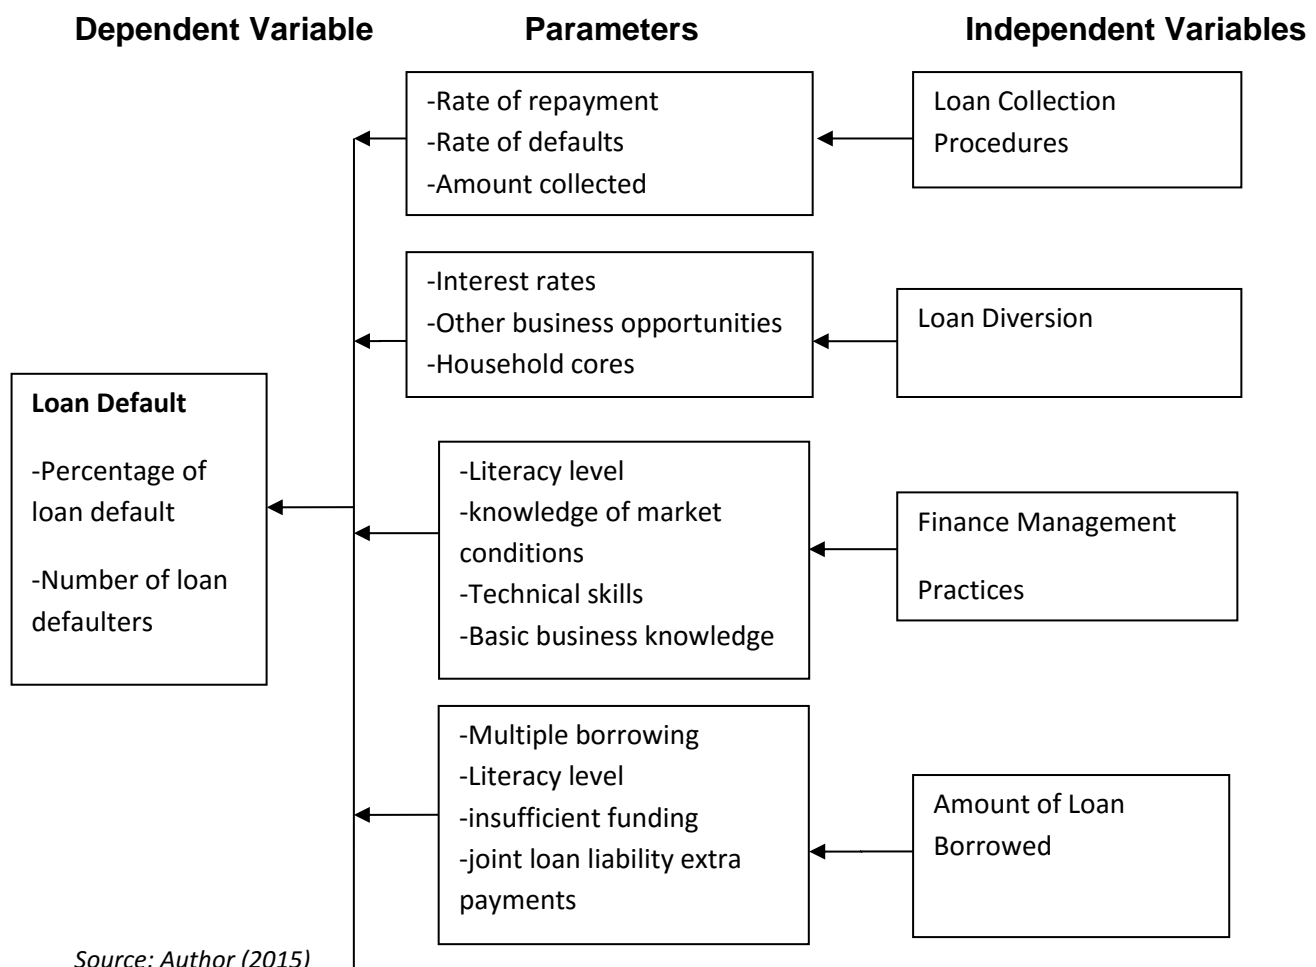 Dependent Variable
Parameters
Independent Variables
-Rate of repayment
-Rate of defaults
-Amount collected
Loan Collection
Procedures
-Interest rates
-Other business opportunities
-Household cores
Loan Diversion
Loan Default
-Percentage of
loan default
-Number of loan
defaulters
-Literacy level
-knowledge of market
conditions
-Technical skills
-Basic business knowledge
Finance Management
Practices
-Multiple borrowing
-Literacy level
-insufficient funding
-joint loan liability extra
payments
Amount of Loan
Borrowed
Source: Author (2015)